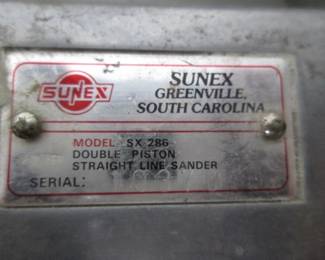 SUNEX
SUNEX
GREENVILLE,
SOUTH CAROLINA
MODEL SX 286
DOUBLE PISTON
STRAIGHT LINE SANDER
SERIAL: